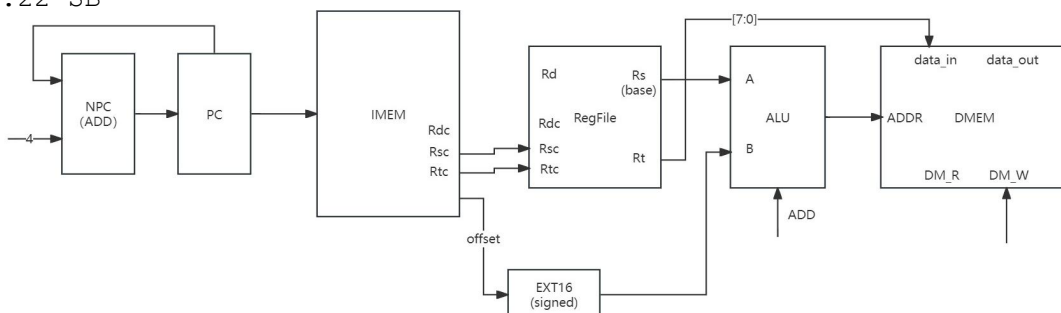 .22 SB
[7:0]
NPC
(ADD)
4
PC
IMEM
Rdc
Rsc
Rtc
offset
Rd
Rs
(base)
Rdc
RegFile
Rsc
Rtc
Rt
EXT16
(signed)
A
ALU
B
ADD
data_in
data_out
ADDR
DMEM
DM_R
DM_W